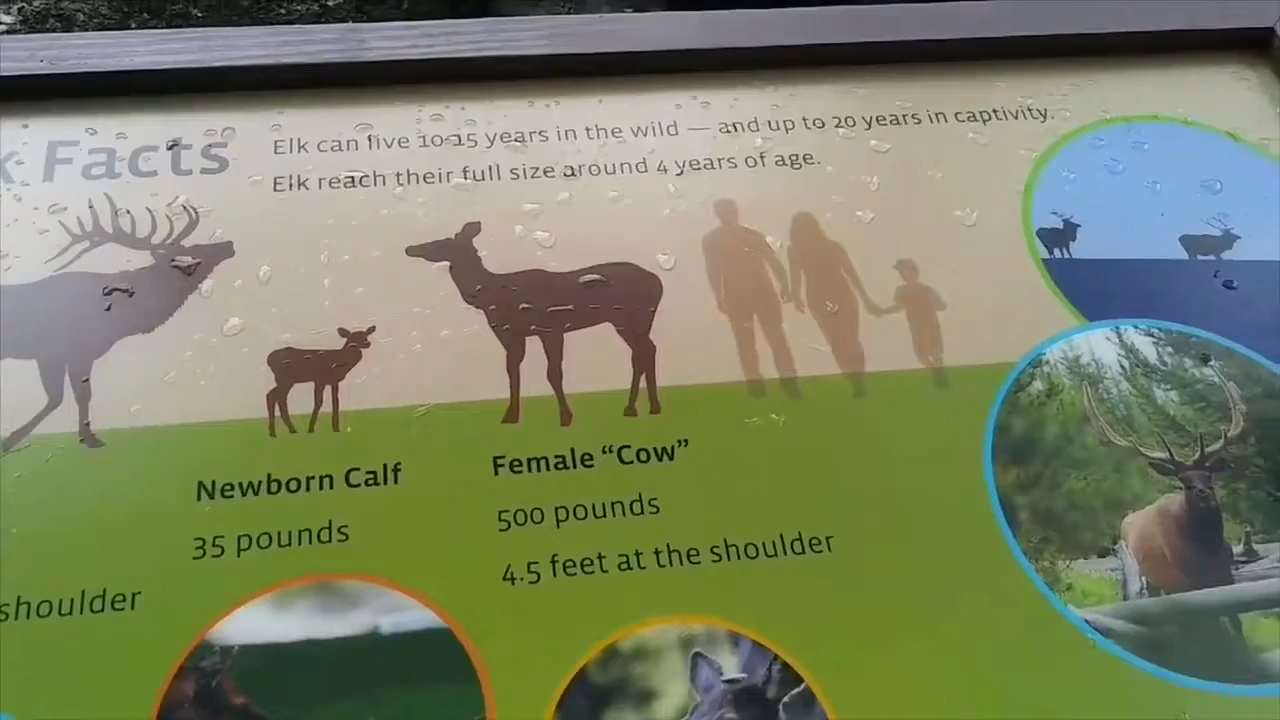 k Facts
Elk can live 10-15 years in the wild — and up to 20 years in captivity.
Elk reach their full size around 4 years of age.
Newborn Calf
35 pounds
Female “Cow”
500 pounds
4.5 feet at the shoulder
shoulder